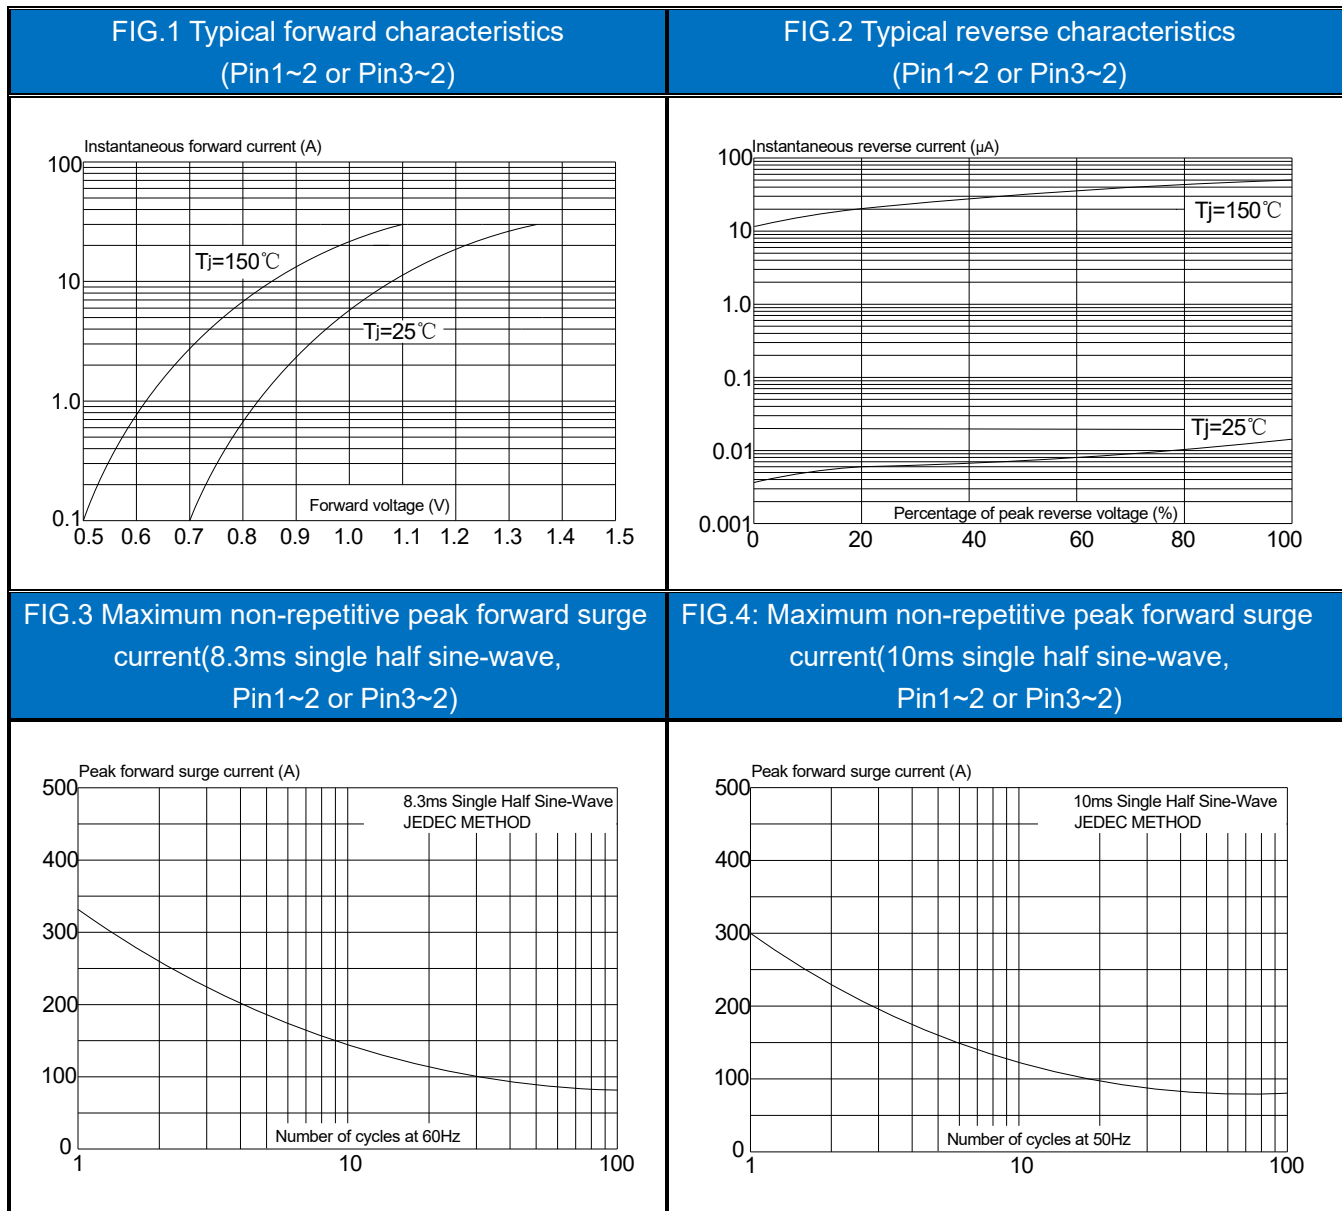 FIG.1 Typical forward characteristics
(Pin1~2 or Pin3~2)
FIG.2 Typical reverse characteristics
(Pin1~2 or Pin3~2)
Instantaneous forward current (A)
100
10
1.0
0.1
Tj=150℃
Tj=25℃
Forward voltage (V)
0.5 0.6 0.7 0.8 0.9 1.0 1.1 1.2 1.3 1.4 1.5
Instantaneous reverse current (μA)
100
10
1.0
0.1
0.01
0.001
Tj=150℃
Tj=25℃
Percentage of peak reverse voltage (%)
0 20 40 60 80 100
FIG.3 Maximum non-repetitive peak forward surge
current(8.3ms single half sine-wave,
Pin1~2 or Pin3~2)
FIG.4: Maximum non-repetitive peak forward surge
current(10ms single half sine-wave,
Pin1~2 or Pin3~2)
Peak forward surge current (A)
500
400
300
200
100
0
8.3ms Single Half Sine-Wave
JEDEC METHOD
Number of cycles at 60Hz
1 10 100
Peak forward surge current (A)
500
400
300
200
100
0
10ms Single Half Sine-Wave
JEDEC METHOD
Number of cycles at 50Hz
1 10 100